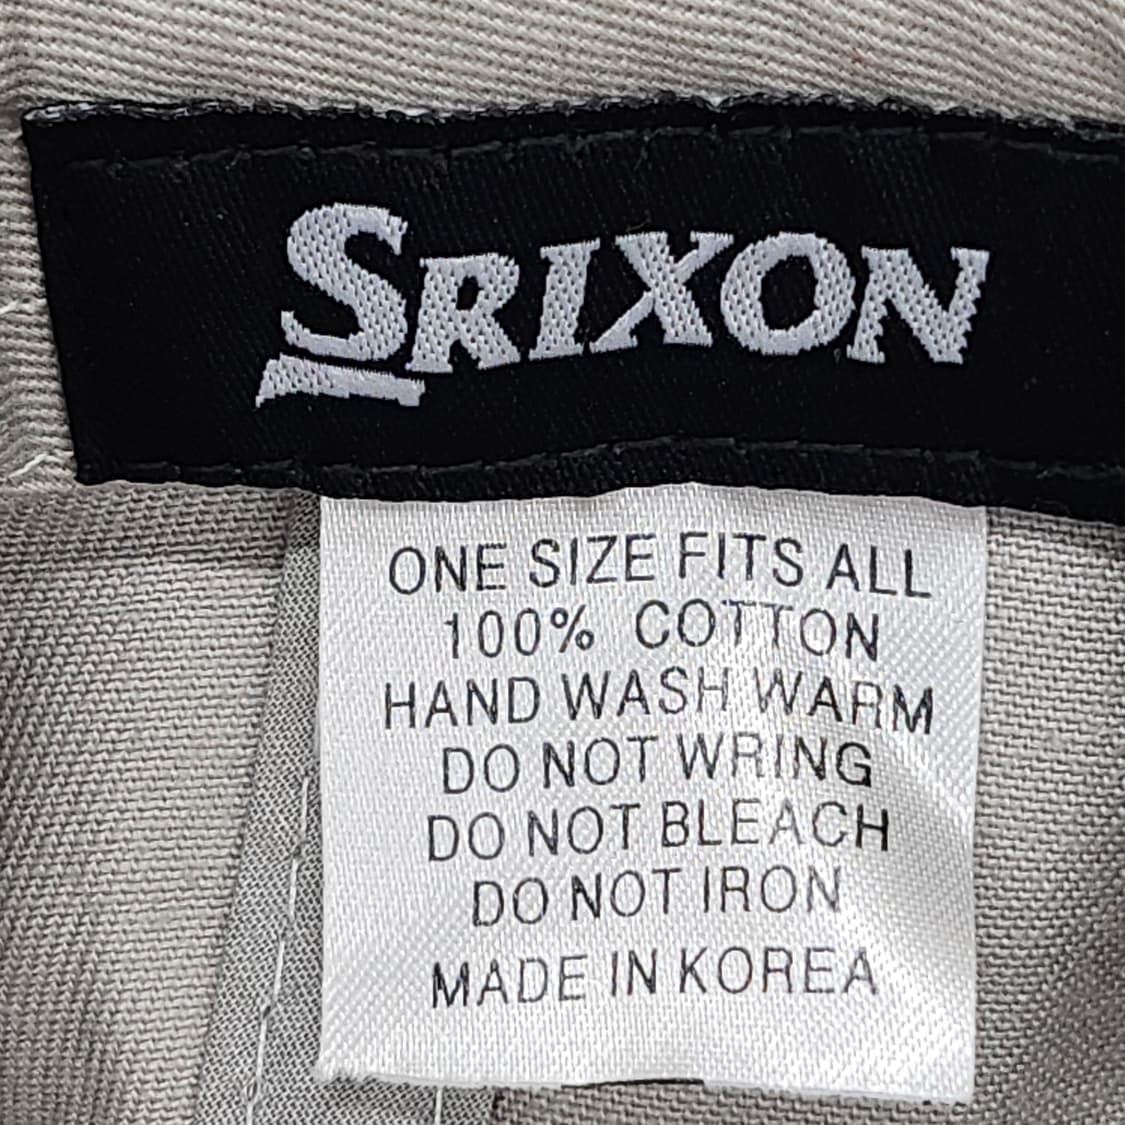 SRIXON
ONE SIZE FITS ALL
100% COTTON
HAND WASH WARM
DO NOT WRING
DO NOT BLEACH
DO NOT IRON
MADE IN KOREA